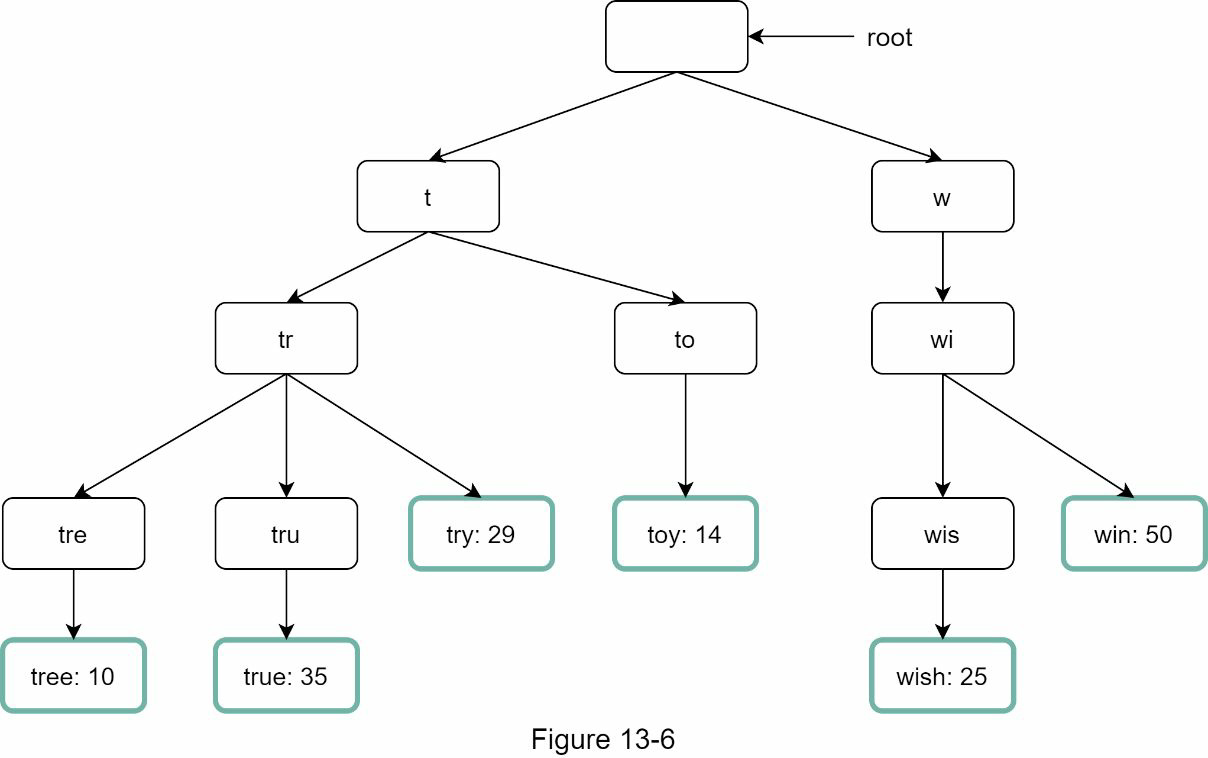 root
t
w
tr
to
wi
tre
tru
try: 29
toy: 14
wis
win: 50
tree: 10
true: 35
wish: 25
Figure 13-6